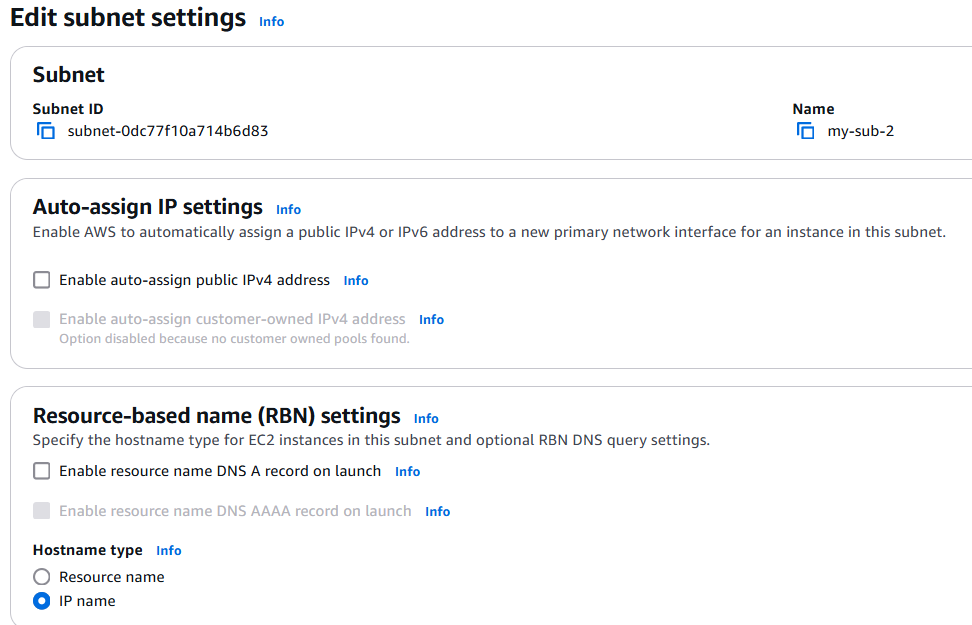 Edit subnet settings Info
Subnet
Subnet ID
subnet-0dc77f10a714b6d83
Name
my-sub-2
Auto-assign IP settings Info
Enable AWS to automatically assign a public IPv4 or IPv6 address to a new primary network interface for an instance in this subnet.
Enable auto-assign public IPv4 address Info
Enable auto-assign customer-owned IPv4 address Info
Option disabled because no customer owned pools found.
Resource-based name (RBN) settings Info
Specify the hostname type for EC2 instances in this subnet and optional RBN DNS query settings.
Enable resource name DNS A record on launch Info
Enable resource name DNS AAAA record on launch Info
Hostname type Info
Resource name
IP name